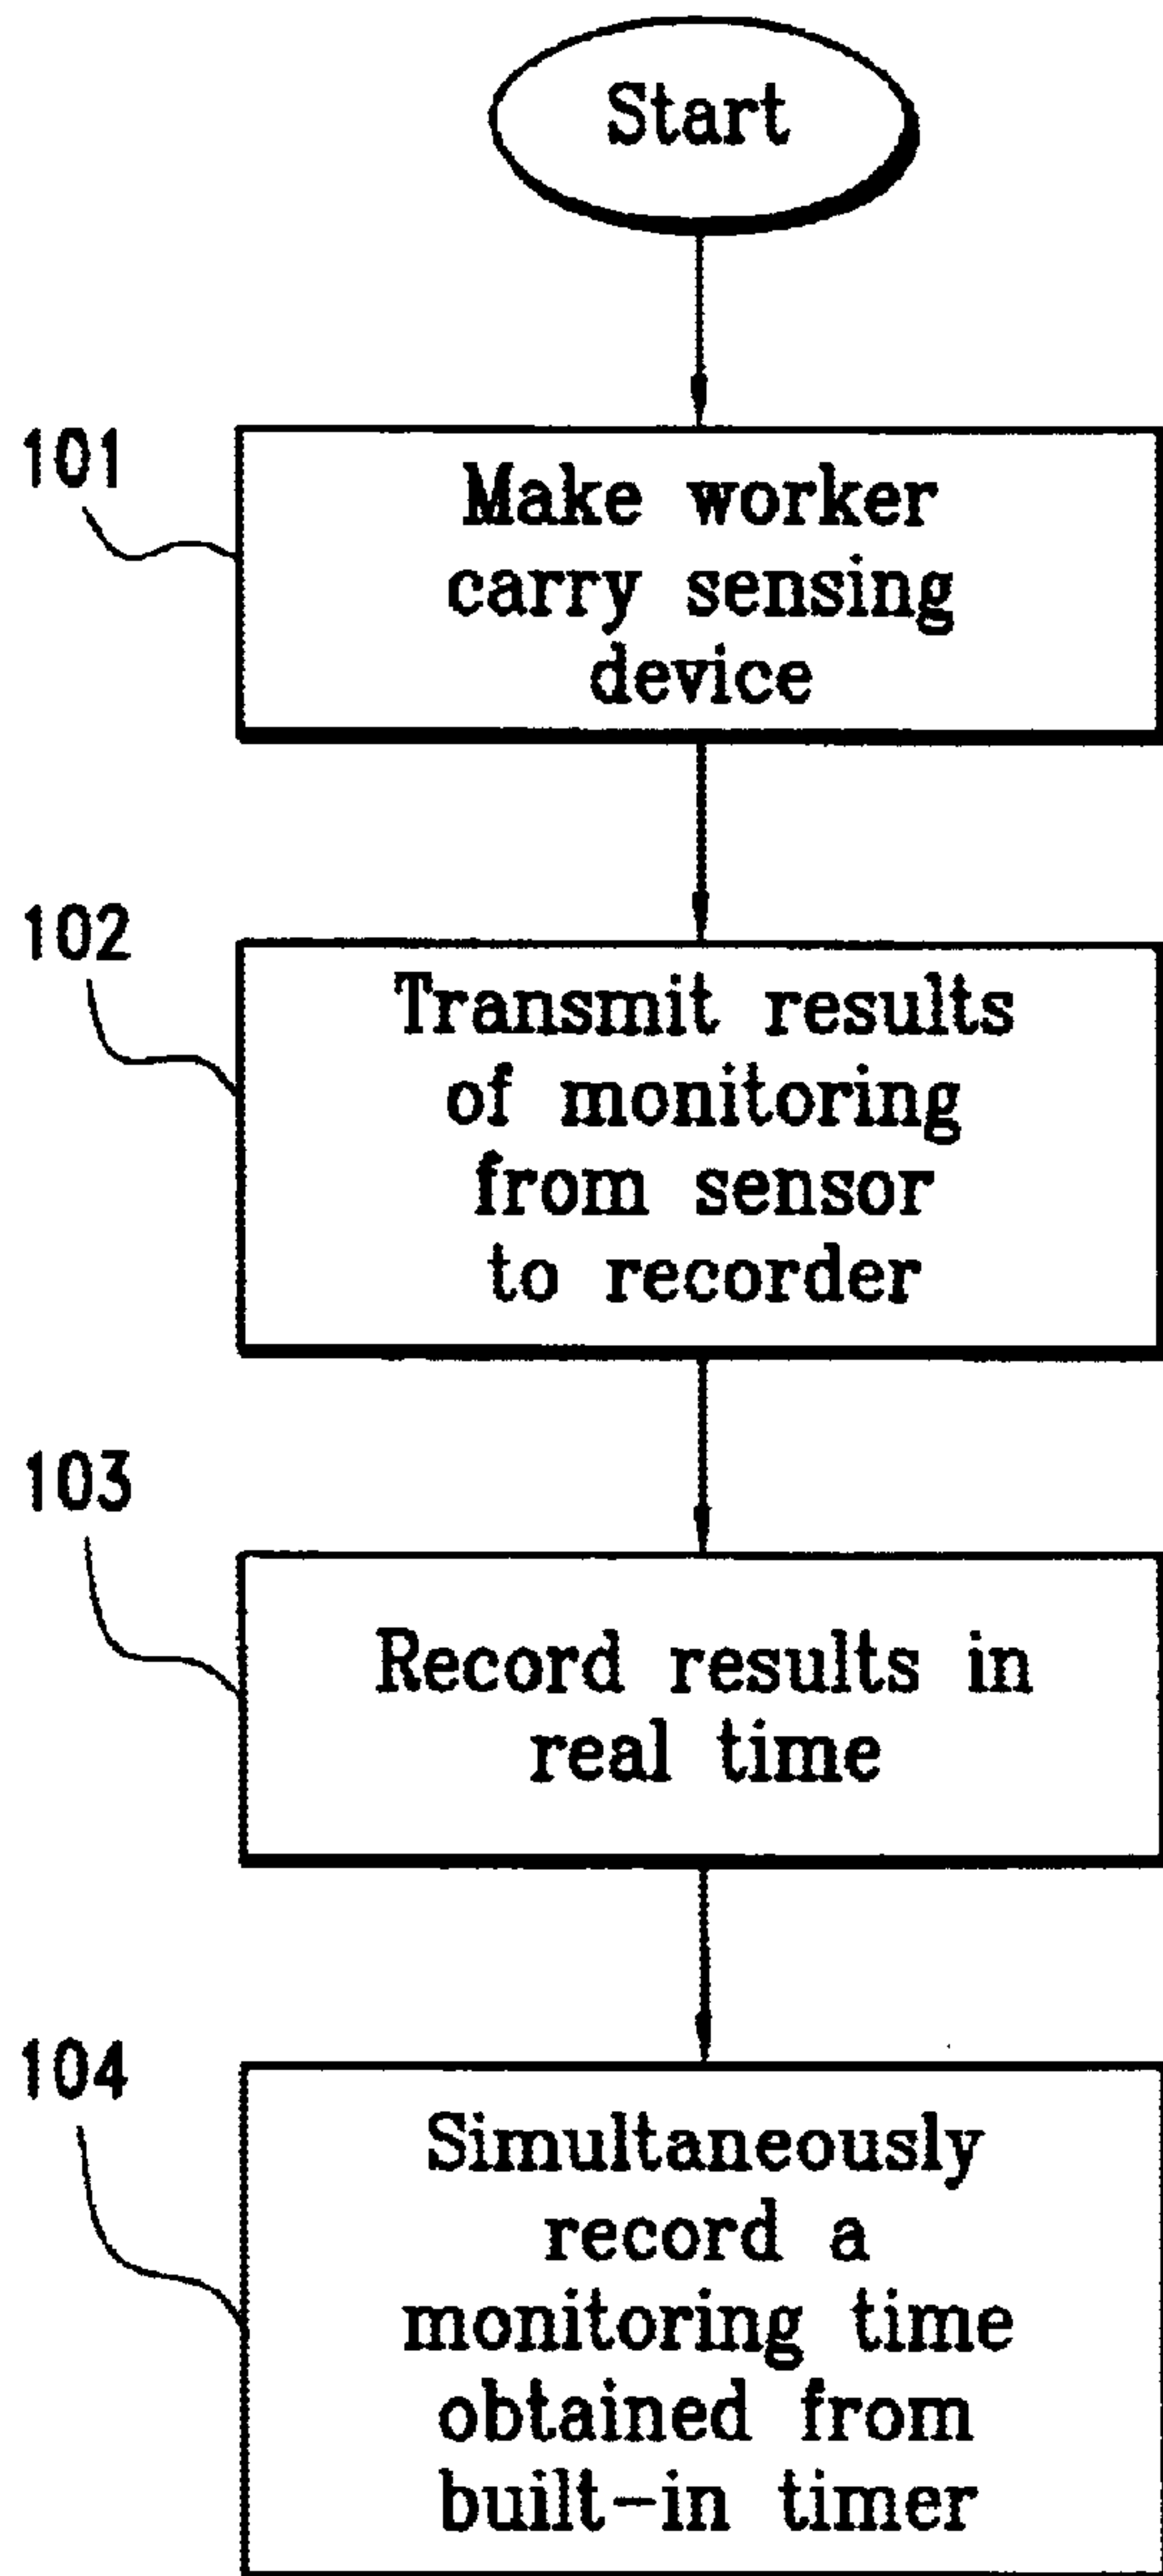 Start
101
Make worker
carry sensing
device
102
Transmit results
of monitoring
from sensor
to recorder
103
Record results in
real time
104
Simultaneously
record a
monitoring time
obtained from
built-in timer